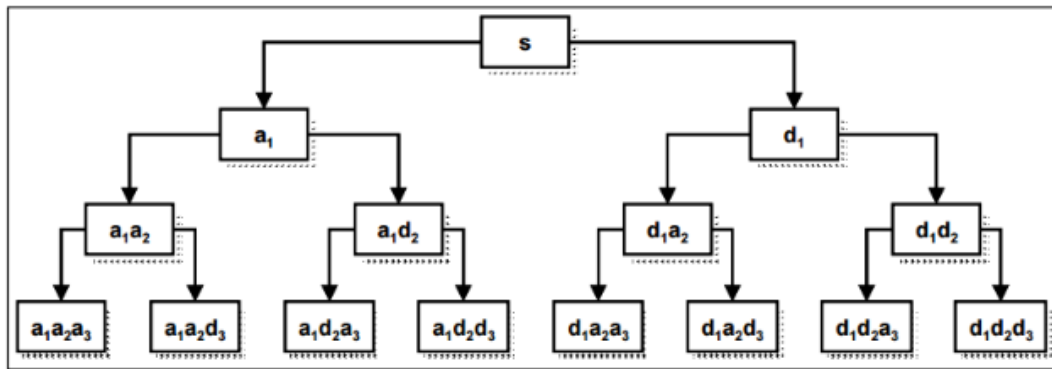 s
a₁ d₁
a₁a₂ a₁d₂ d₁a₂ d₁d₂
a₁a₂a₃ a₁a₂d₃ a₁d₂a₃ a₁d₂d₃ d₁a₂a₃ d₁a₂d₃ d₁d₂a₃ d₁d₂d₃